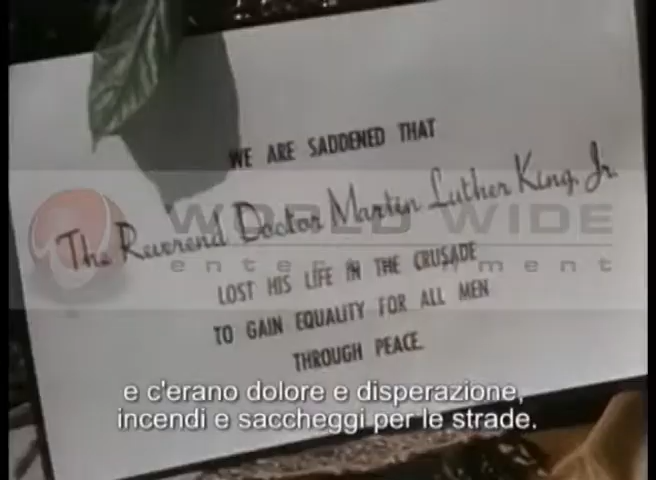 WE ARE SADDENED THAT
The Reverend Doctor Martin Luther King, Jr.
WORLD WIDE
entertainment
LOST HIS LIFE IN THE CRUSADE
TO GAIN EQUALITY FOR ALL MEN
THROUGH PEACE.
e c'erano dolore e disperazione,
incendi e saccheggi per le strade.